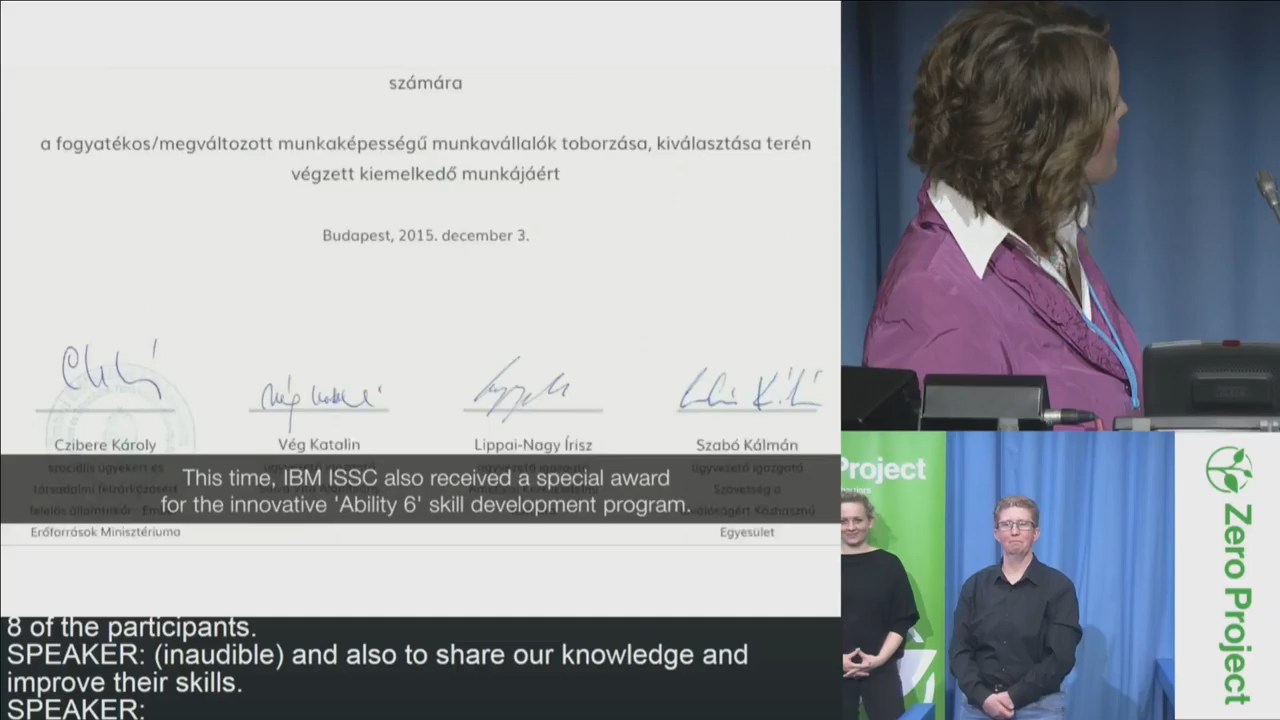 számára
a fogyatékos/megváltozott munkaképességű munkavállalók toborzása, kiválasztása terén
végzett kiemelkedő munkájáért
Budapest, 2015. december 3.
Czibere Károly
Vég Katalin
Lippai-Nagy Írisz
Szabó Kálmán
szociális ügyekért és
társadalmi felzárkózásért
ügyvezető igazgató
Erőforrások Minisztériuma
Egyesület
This time, IBM ISSC also received a special award
for the innovative 'Ability 6' skill development program.
8 of the participants.
SPEAKER: (inaudible) and also to share our knowledge and
improve their skills.
SPEAKER:
Project
Zero Project